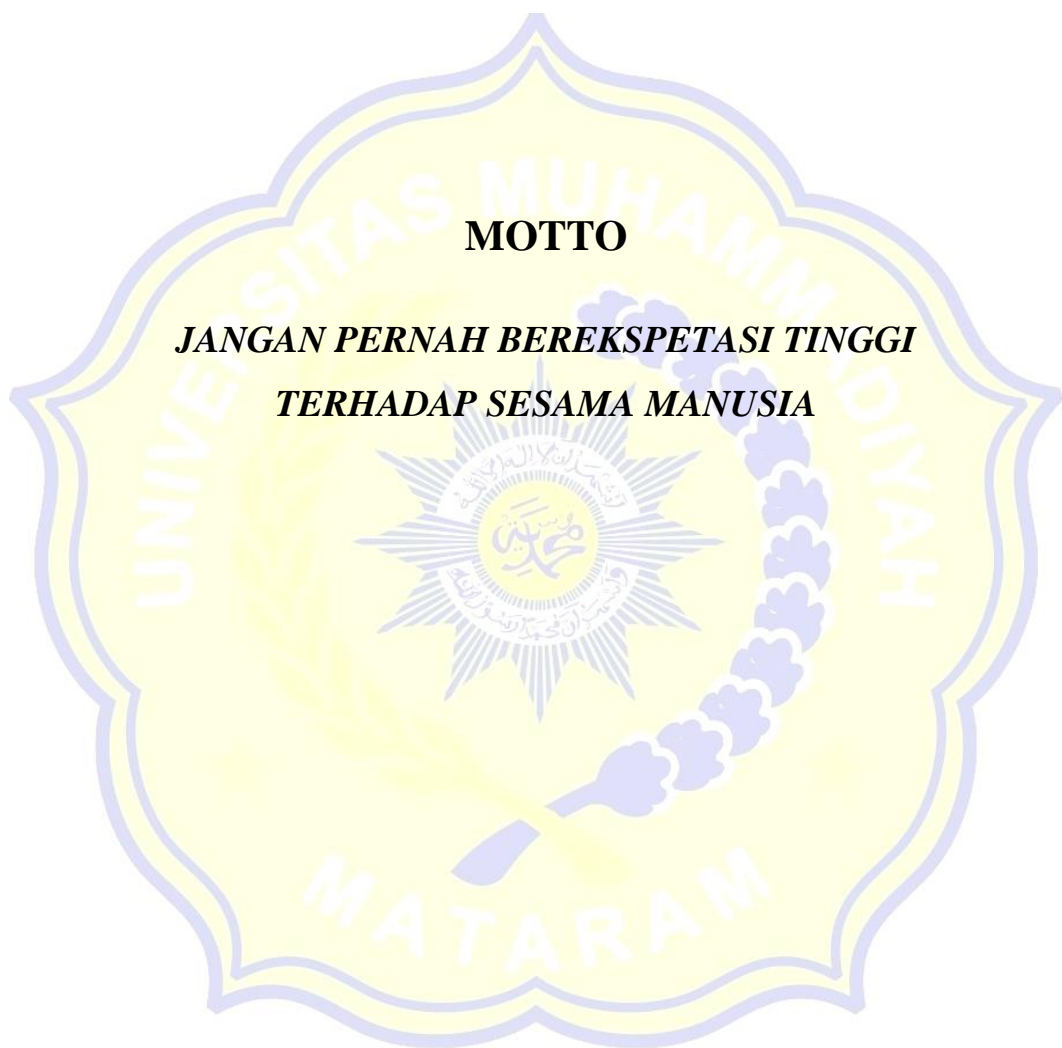 MOTTO
JANGAN PERNAH BEREKSPETASI TINGGI
TERHADAP SESAMA MANUSIA
UNIVERSITAS MUHAMMADIYAH
MATARAM